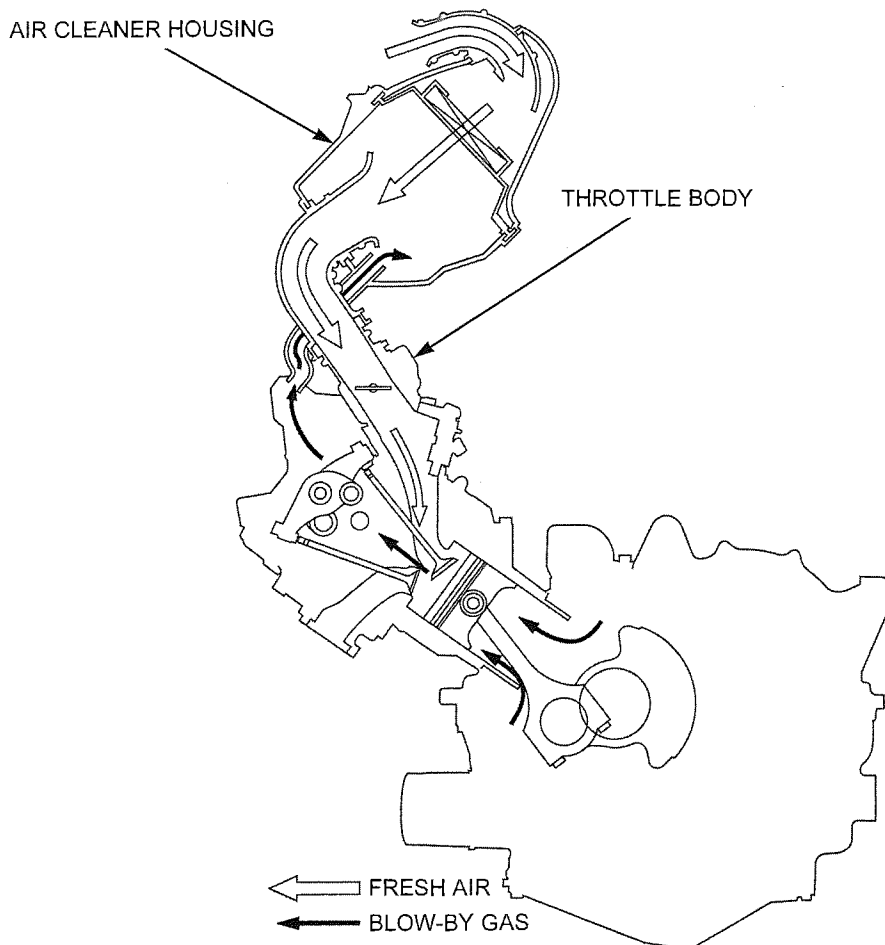 AIR CLEANER HOUSING
THROTTLE BODY
FRESH AIR
BLOW-BY GAS